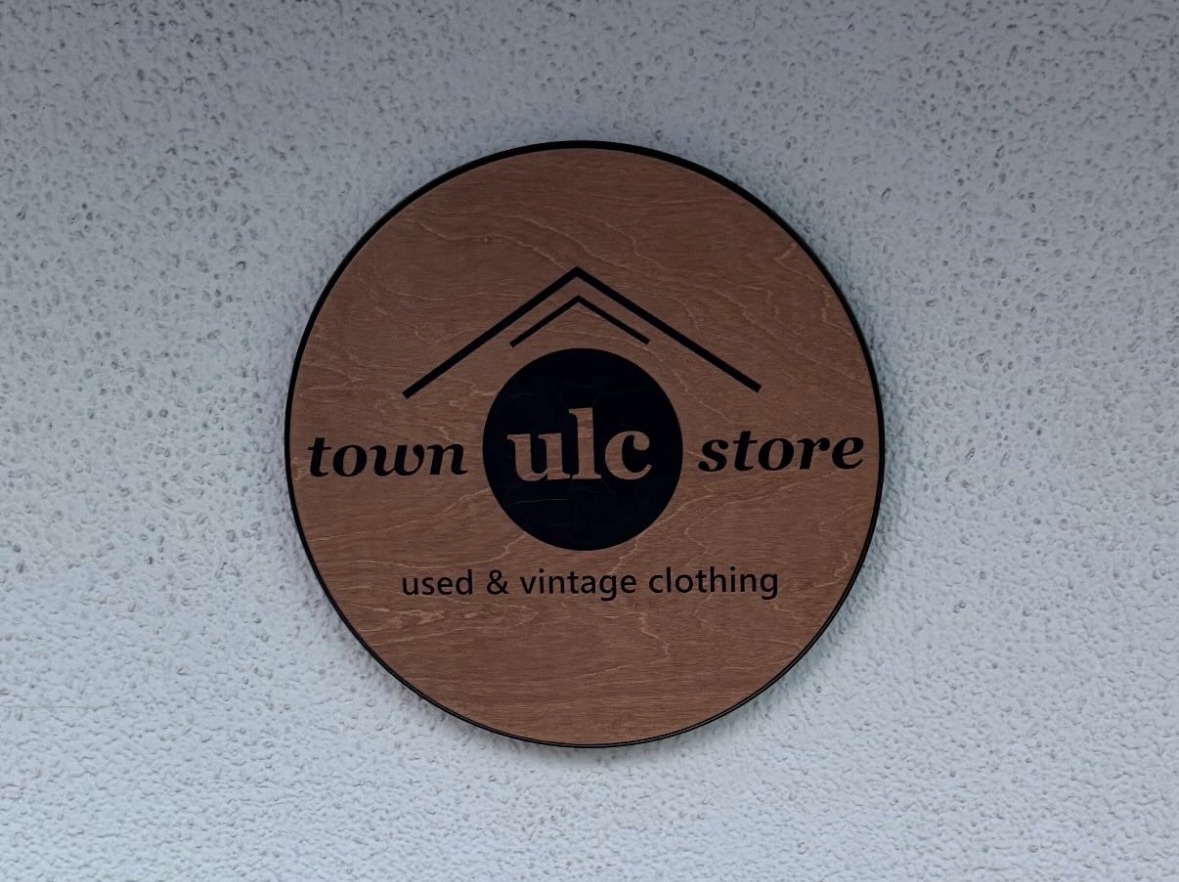 town ulc store
used & vintage clothing